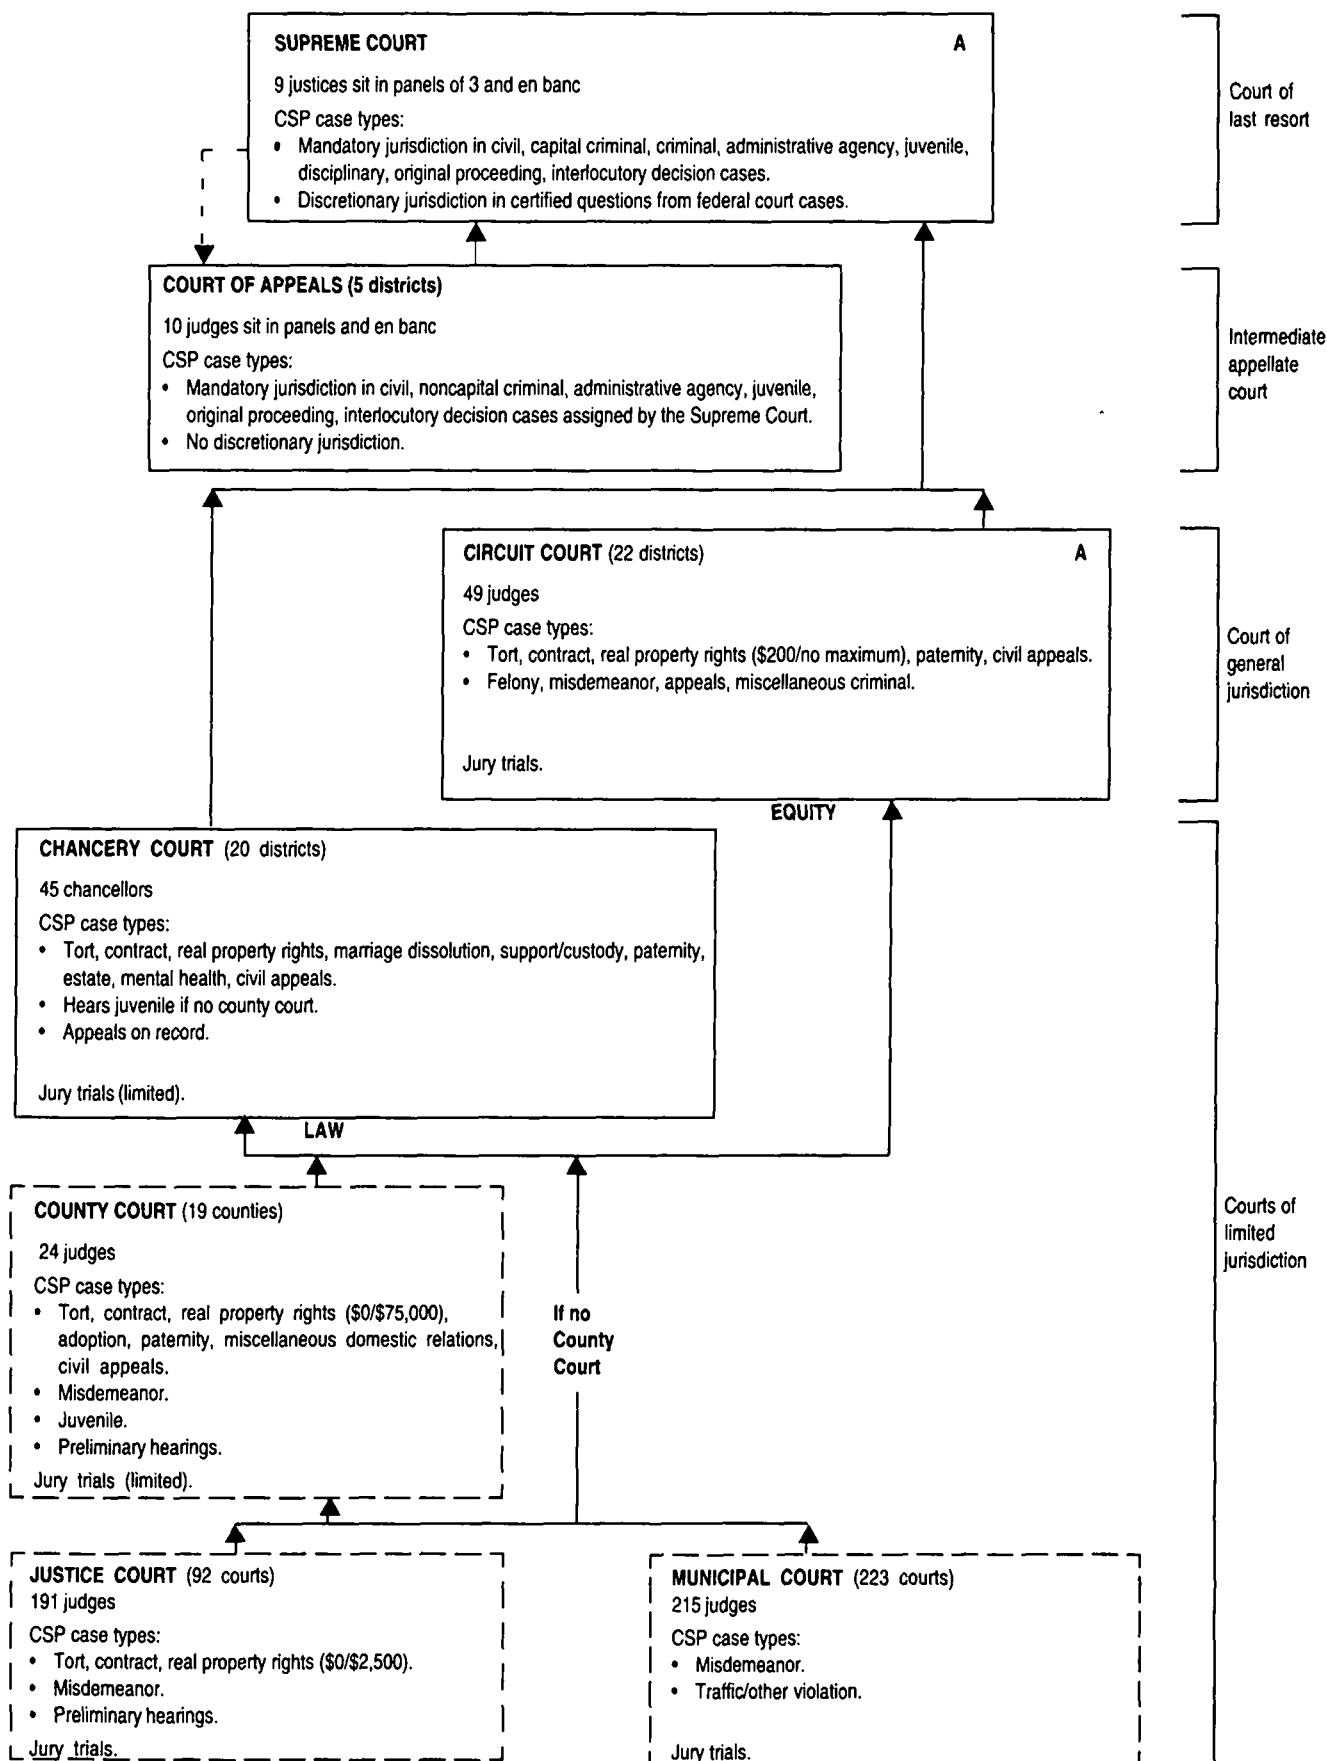 SUPREME COURT A
9 justices sit in panels of 3 and en banc
CSP case types:
• Mandatory jurisdiction in civil, capital criminal, criminal, administrative agency, juvenile,
disciplinary, original proceeding, interlocutory decision cases.
• Discretionary jurisdiction in certified questions from federal court cases.
Court of
last resort
COURT OF APPEALS (5 districts)
10 judges sit in panels and en banc
CSP case types:
• Mandatory jurisdiction in civil, noncapital criminal, administrative agency, juvenile,
original proceeding, interlocutory decision cases assigned by the Supreme Court.
• No discretionary jurisdiction.
Intermediate
appellate
court
CIRCUIT COURT (22 districts) A
49 judges
CSP case types:
• Tort, contract, real property rights ($200/no maximum), paternity, civil appeals.
• Felony, misdemeanor, appeals, miscellaneous criminal.
Jury trials.
Court of
general
jurisdiction
EQUITY
CHANCERY COURT (20 districts)
45 chancellors
CSP case types:
• Tort, contract, real property rights, marriage dissolution, support/custody, paternity,
estate, mental health, civil appeals.
• Hears juvenile if no county court.
• Appeals on record.
Jury trials (limited).
LAW
COUNTY COURT (19 counties)
24 judges
CSP case types:
• Tort, contract, real property rights ($0/$75,000),
adoption, paternity, miscellaneous domestic relations,
civil appeals.
• Misdemeanor.
• Juvenile.
• Preliminary hearings.
Jury trials (limited).
If no
County
Court
Courts of
limited
jurisdiction
JUSTICE COURT (92 courts)
191 judges
CSP case types:
• Tort, contract, real property rights ($0/$2,500).
• Misdemeanor.
• Preliminary hearings.
Jury trials.
MUNICIPAL COURT (223 courts)
215 judges
CSP case types:
• Misdemeanor.
• Traffic/other violation.
Jury trials.